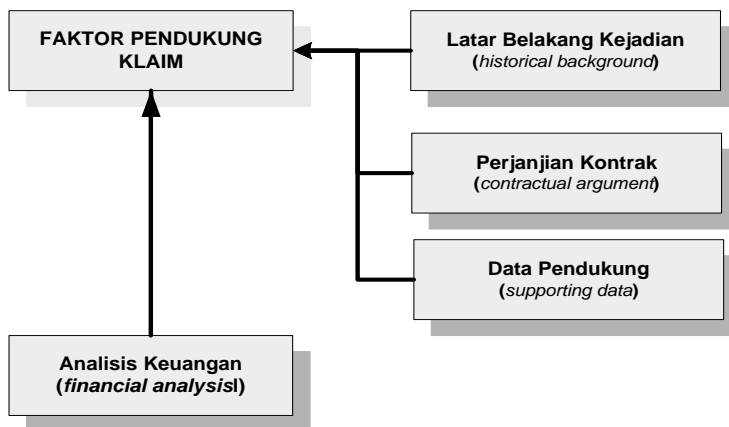 FAKTOR PENDUKUNG
KLAIM
Latar Belakang Kejadian
(historical background)
Perjanjian Kontrak
(contractual argument)
Data Pendukung
(supporting data)
Analisis Keuangan
(financial analysisl)